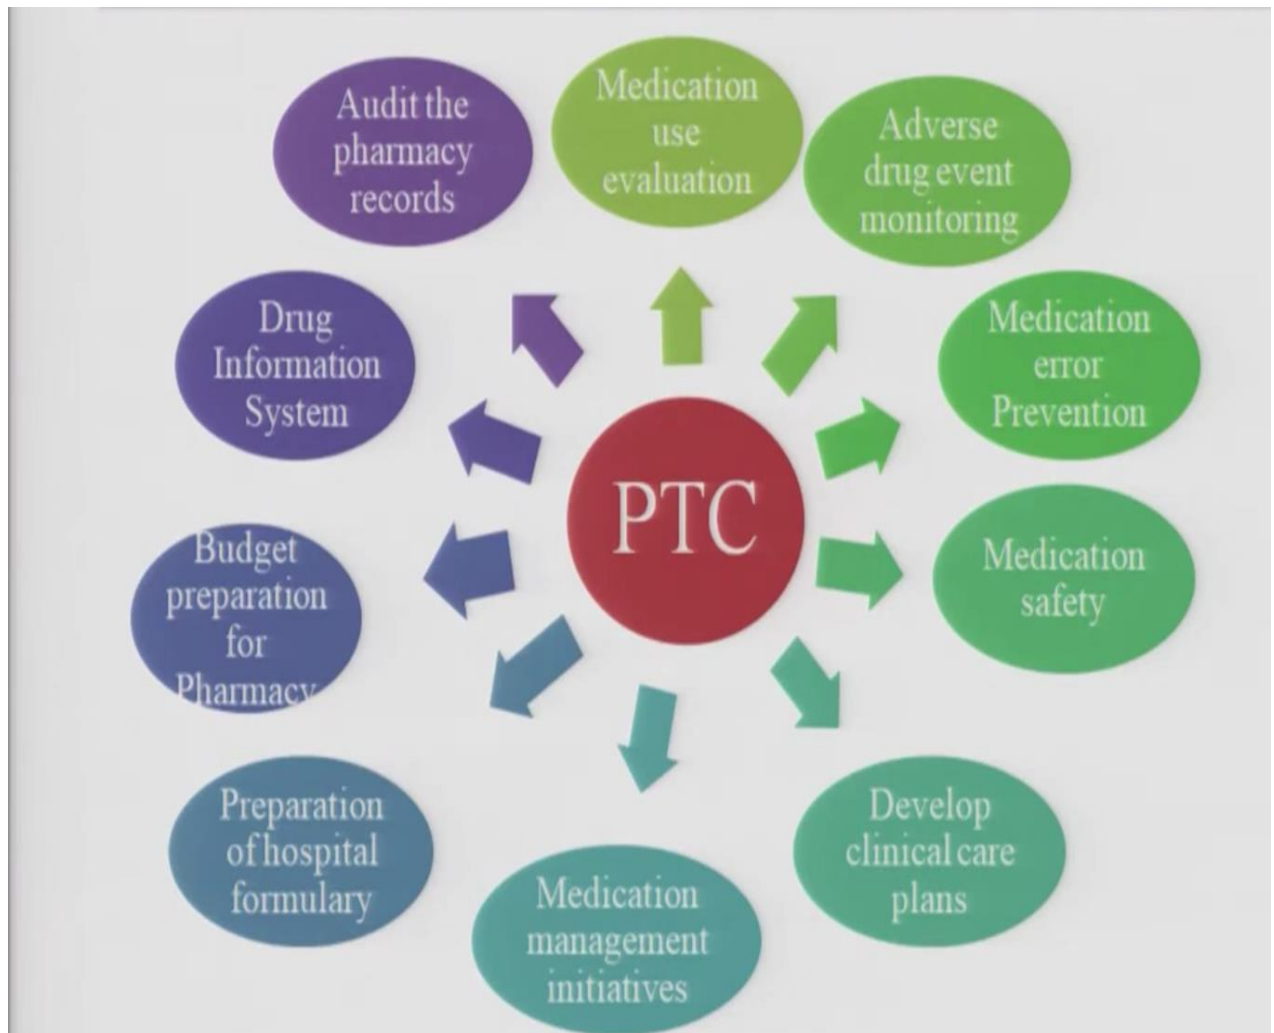 Medication
use
evaluation
Adverse
drug event
monitoring
Medication
error
Prevention
Medication
safety
Develop
clinical care
plans
Medication
management
initiatives
Preparation
of hospital
formulary
Budget
preparation
for
Pharmacy
Drug
Information
System
Audit the
pharmacy
records
PTC